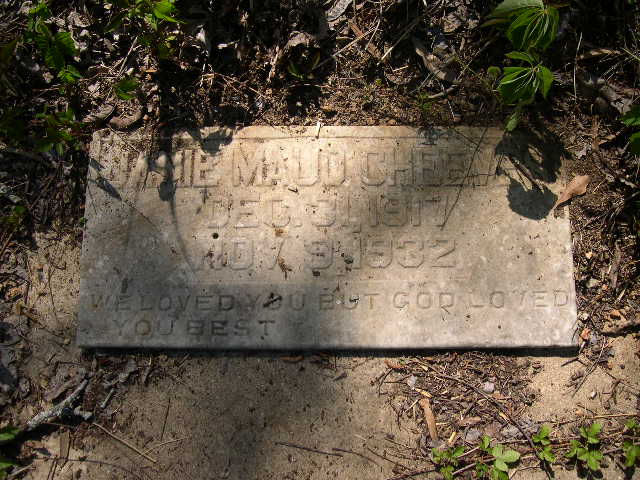 MAUD
DEC. 31, 1917
NOV. 9, 1932
WE LOVED YOU BUT GOD LOVED
YOU BEST